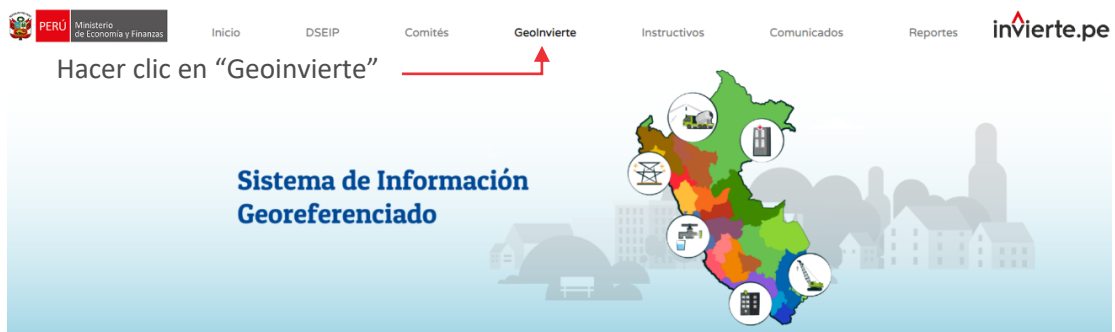 PERÚ
Ministerio
de Economía y Finanzas
Inicio
DSEIP
Comités
GeoInvierte
Instructivos
Comunicados
Reportes
invierte.pe
Hacer clic en “Geoinvierte”
Sistema de Información
Georeferenciado